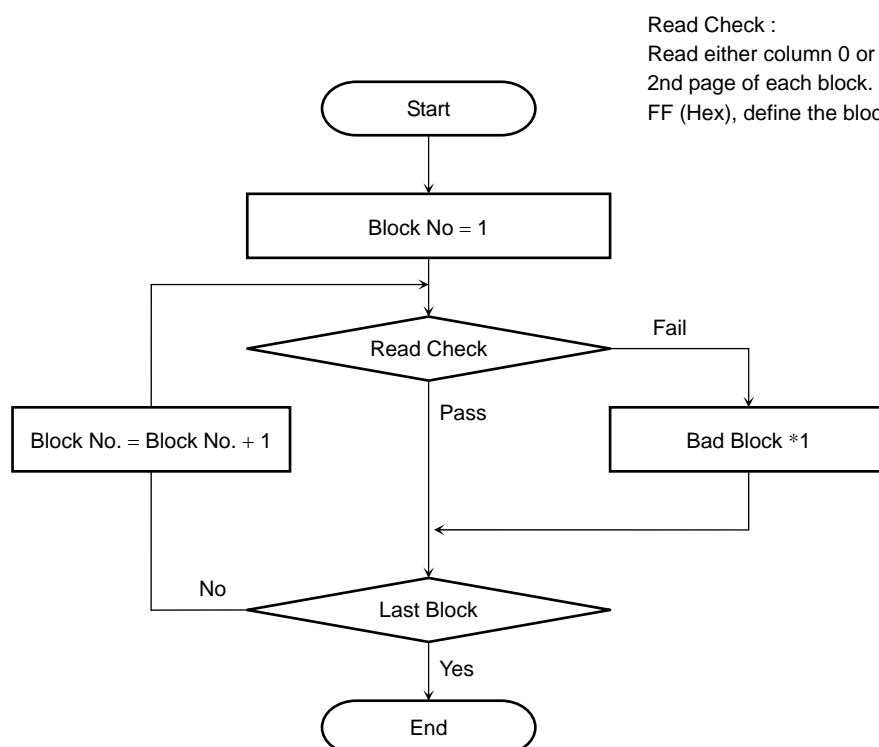 Read Check :
Read either column 0 or
2nd page of each block.
FF (Hex), define the bloc
Start
Block No = 1
Read Check
Fail
Pass
Block No. = Block No. + 1
Bad Block *1
No
Last Block
Yes
End